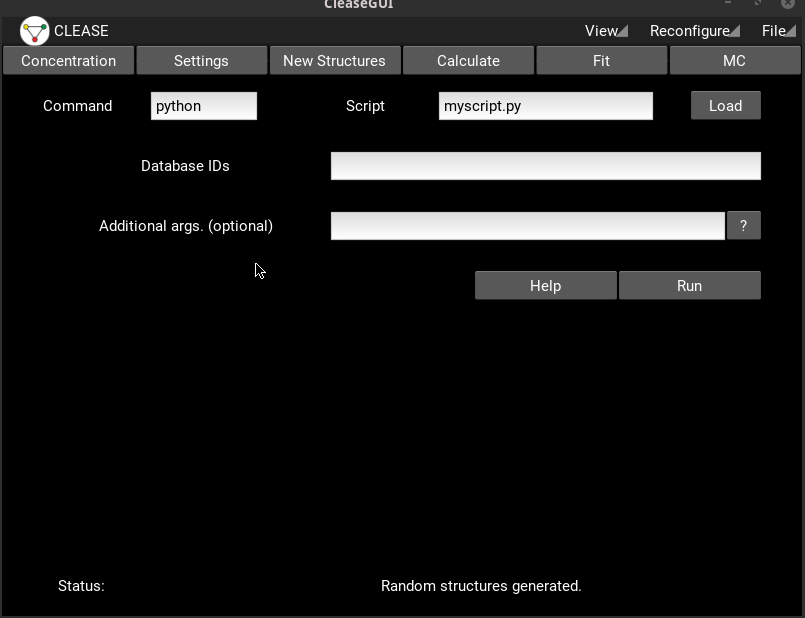 CleaseGUI
CLEASE View Reconfigure File
Concentration Settings New Structures Calculate Fit MC
Command python Script myscript.py Load
Database IDs
Additional args. (optional) ?
Help Run
Status: Random structures generated.